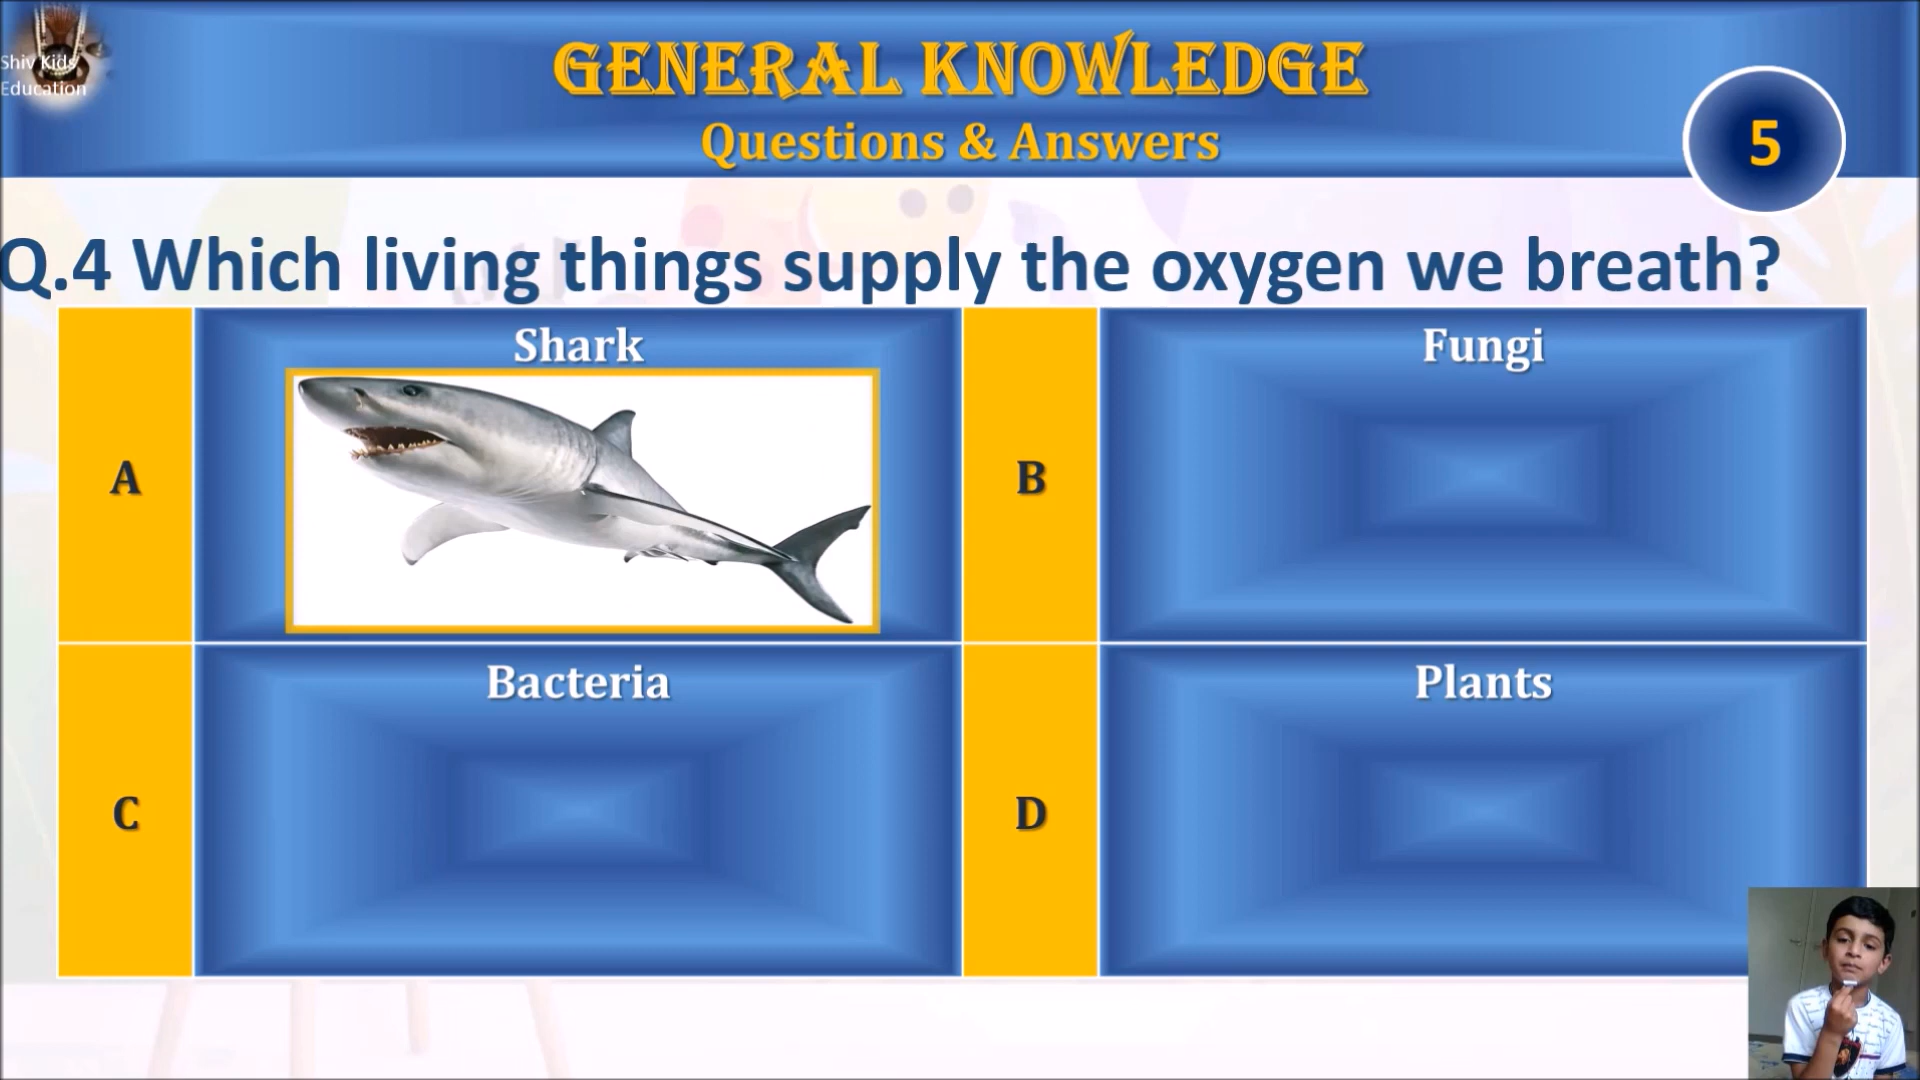 Shiv Kids
Education
GENERAL KNOWLEDGE
Questions & Answers
5
Q.4 Which living things supply the oxygen we breath?
A
Shark
B
Fungi
C
Bacteria
D
Plants